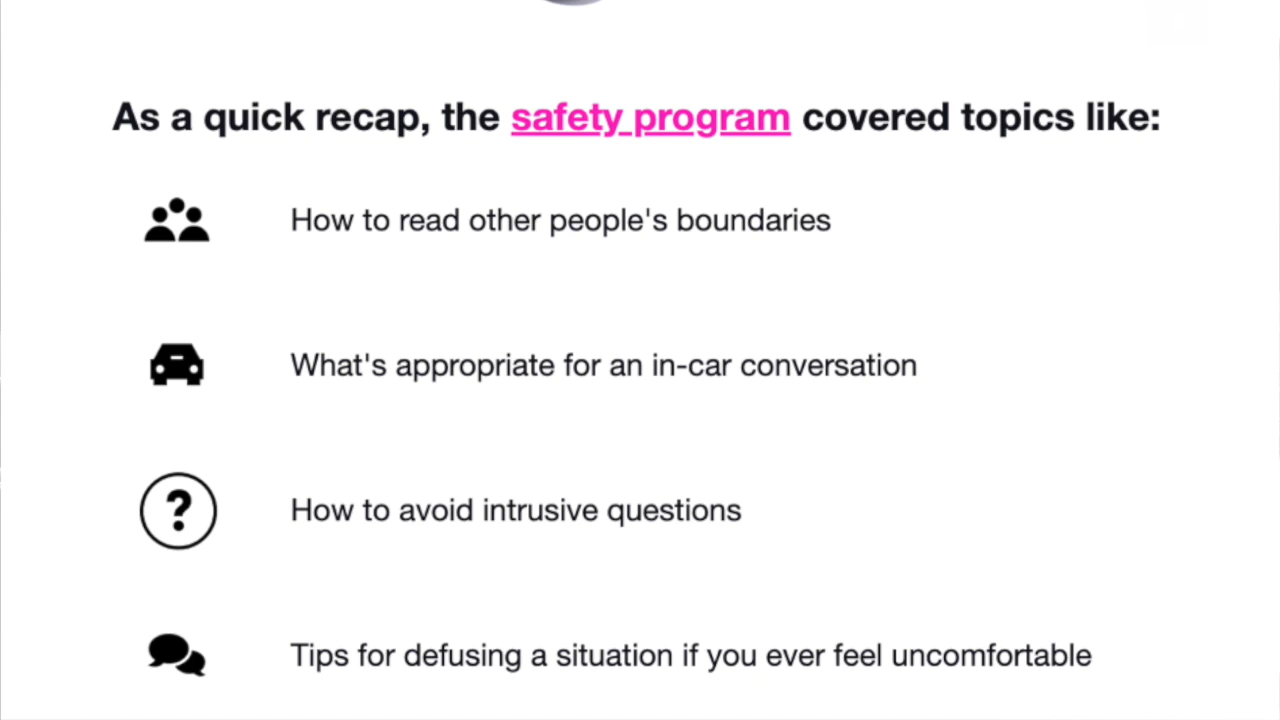 As a quick recap, the safety program covered topics like:
How to read other people's boundaries
What's appropriate for an in-car conversation
How to avoid intrusive questions
Tips for defusing a situation if you ever feel uncomfortable